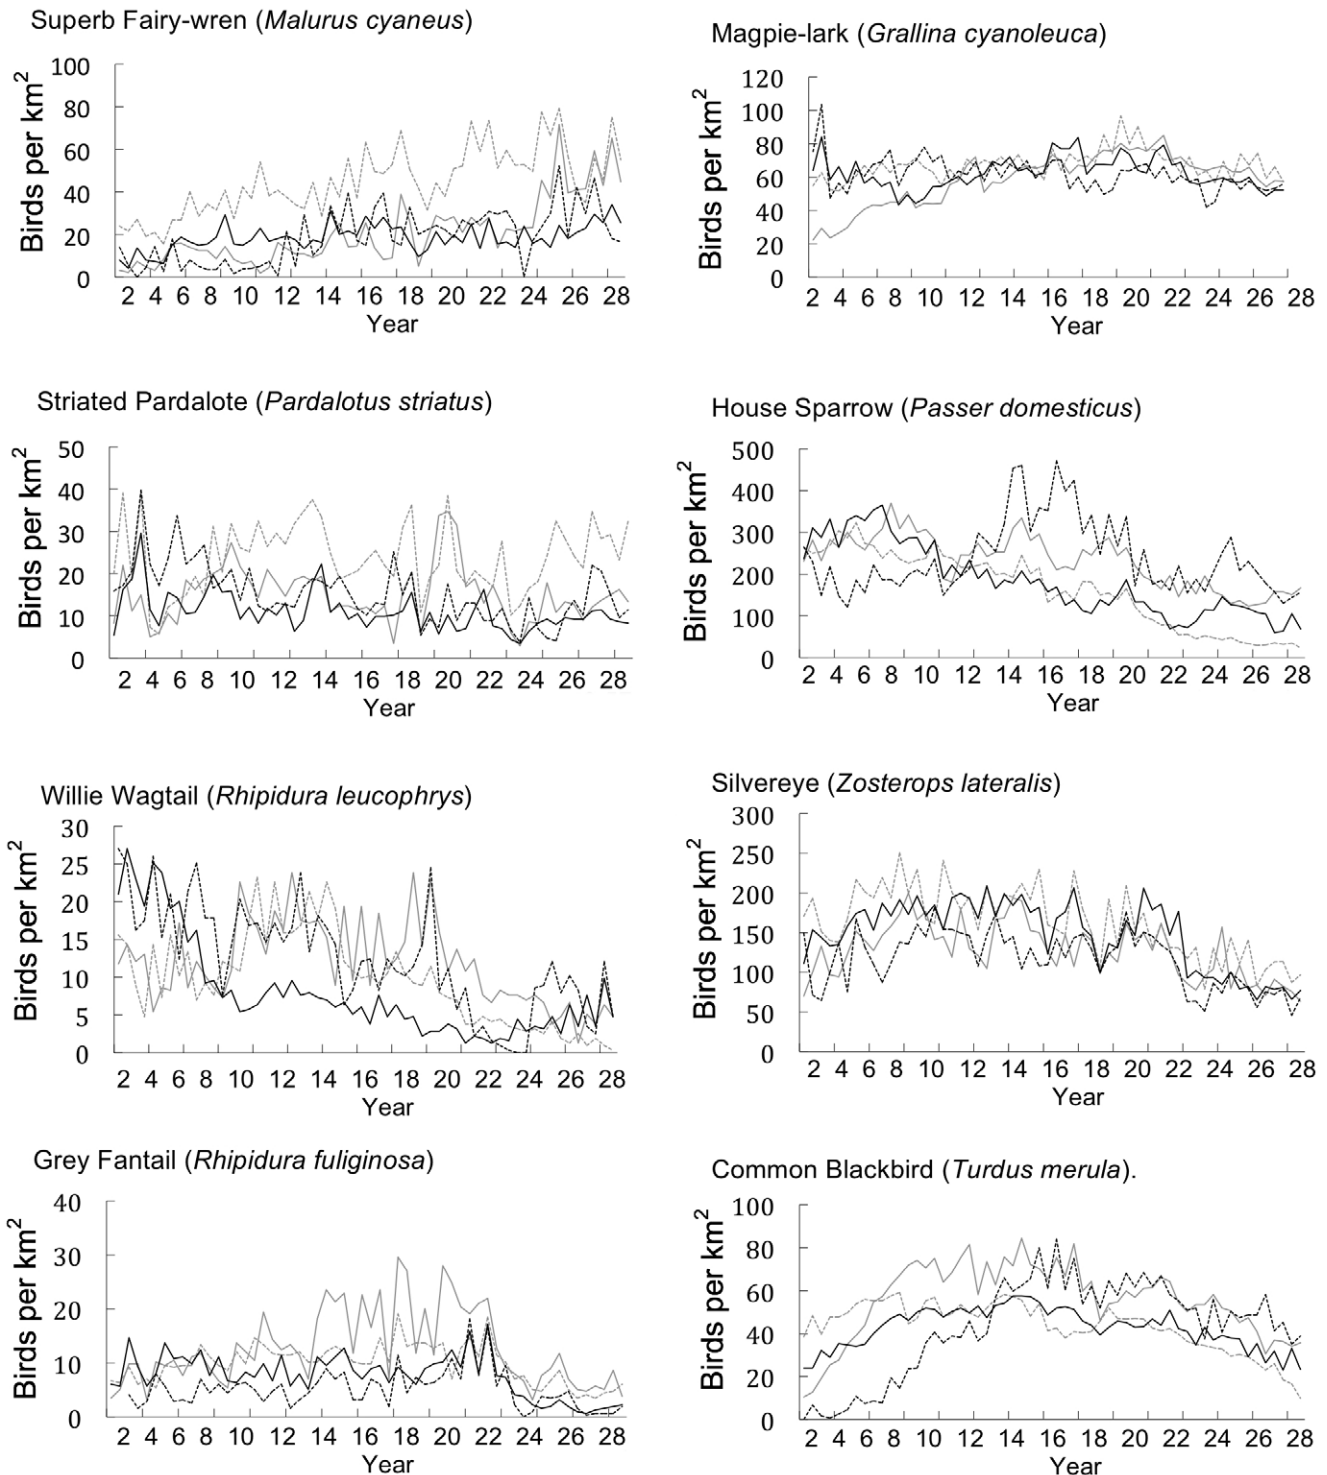 Superb Fairy-wren (Malurus cyaneus)
100
80
60
40
20
0
Birds per km²
2 4 6 8 10 12 14 16 18 20 22 24 26 28
Year
Magpie-lark (Grallina cyanoleuca)
120
100
80
60
40
20
0
Birds per km²
2 4 6 8 10 12 14 16 18 20 22 24 26 28
Year
Striated Pardalote (Pardalotus striatus)
50
40
30
20
10
0
Birds per km²
2 4 6 8 10 12 14 16 18 20 22 24 26 28
Year
House Sparrow (Passer domesticus)
500
400
300
200
100
0
Birds per km²
2 4 6 8 10 12 14 16 18 20 22 24 26 28
Year
Willie Wagtail (Rhipidura leucophrys)
30
25
20
15
10
5
0
Birds per km²
2 4 6 8 10 12 14 16 18 20 22 24 26 28
Year
Silvereye (Zosterops lateralis)
300
250
200
150
100
50
0
Birds per km²
2 4 6 8 10 12 14 16 18 20 22 24 26 28
Year
Grey Fantail (Rhipidura fuliginosa)
40
30
20
10
0
Birds per km²
2 4 6 8 10 12 14 16 18 20 22 24 26 28
Year
Common Blackbird (Turdus merula).
100
80
60
40
20
0
Birds per km²
2 4 6 8 10 12 14 16 18 20 22 24 26 28
Year